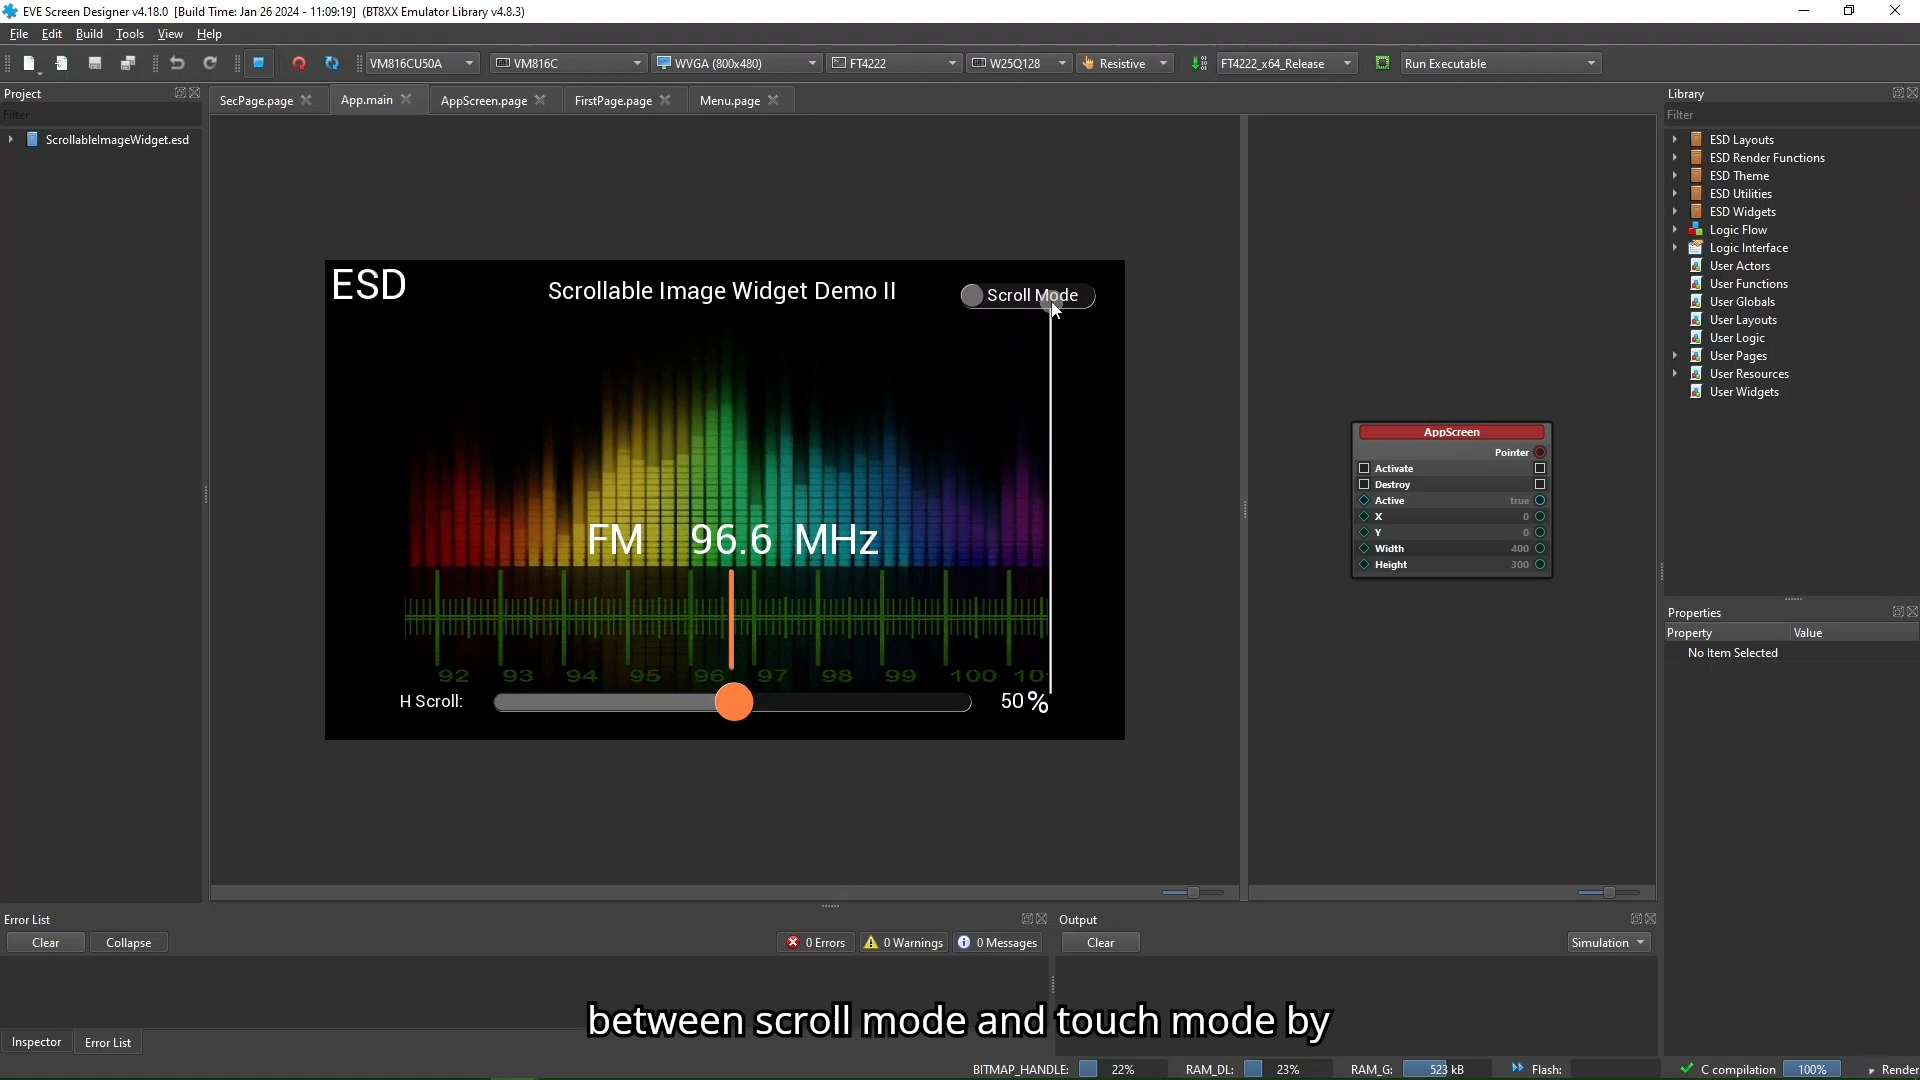 EVE Screen Designer v4.18.0 [Build Time: Jan 26 2024 - 11:09:19] (BT8XX Emulator Library v4.8.3)
File Edit Build Tools View Help
VM816CU50A VM816C WVGA (800x480) FT4222 W25Q128 Resistive FT4222_x64_Release Run Executable
Project
Filter
ScrollableImageWidget.esd
SecPage.page App.main AppScreen.page FirstPage.page Menu.page
ESD
Scrollable Image Widget Demo II
Scroll Mode
FM 96.6 MHz
92 93 94 95 96 97 98 99 100 10
H Scroll: 50 %
AppScreen
Pointer
Activate
Destroy
Active true
X 0
Y 0
Width 400
Height 300
Library
Filter
ESD Layouts
ESD Render Functions
ESD Theme
ESD Utilities
ESD Widgets
Logic Flow
Logic Interface
User Actors
User Functions
User Globals
User Layouts
User Logic
User Pages
User Resources
User Widgets
Properties
Property Value
No Item Selected
Error List
Clear Collapse 0 Errors 0 Warnings 0 Messages
Output
Clear Simulation
between scroll mode and touch mode by
Inspector Error List
BITMAP_HANDLE: 22% RAM_DL: 23% RAM_G: 523 kB Flash: C compilation 100% Render